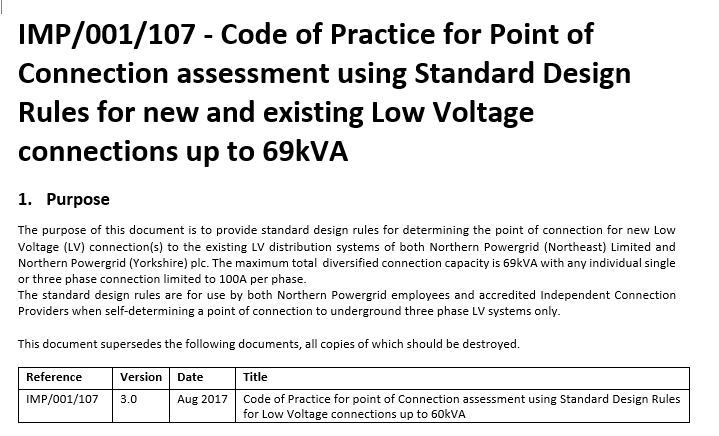 IMP/001/107 - Code of Practice for Point of
Connection assessment using Standard Design
Rules for new and existing Low Voltage
connections up to 69kVA
1. Purpose
The purpose of this document is to provide standard design rules for determining the point of connection for new Low
Voltage (LV) connection(s) to the existing LV distribution systems of both Northern Powergrid (Northeast) Limited and
Northern Powergrid (Yorkshire) plc. The maximum total diversified connection capacity is 69kVA with any individual single
or three phase connection limited to 100A per phase.
The standard design rules are for use by both Northern Powergrid employees and accredited Independent Connection
Providers when self-determining a point of connection to underground three phase LV systems only.
This document supersedes the following documents, all copies of which should be destroyed.
Reference Version Date Title
IMP/001/107 3.0 Aug 2017 Code of Practice for point of Connection assessment using Standard Design Rules
for Low Voltage connections up to 60kVA